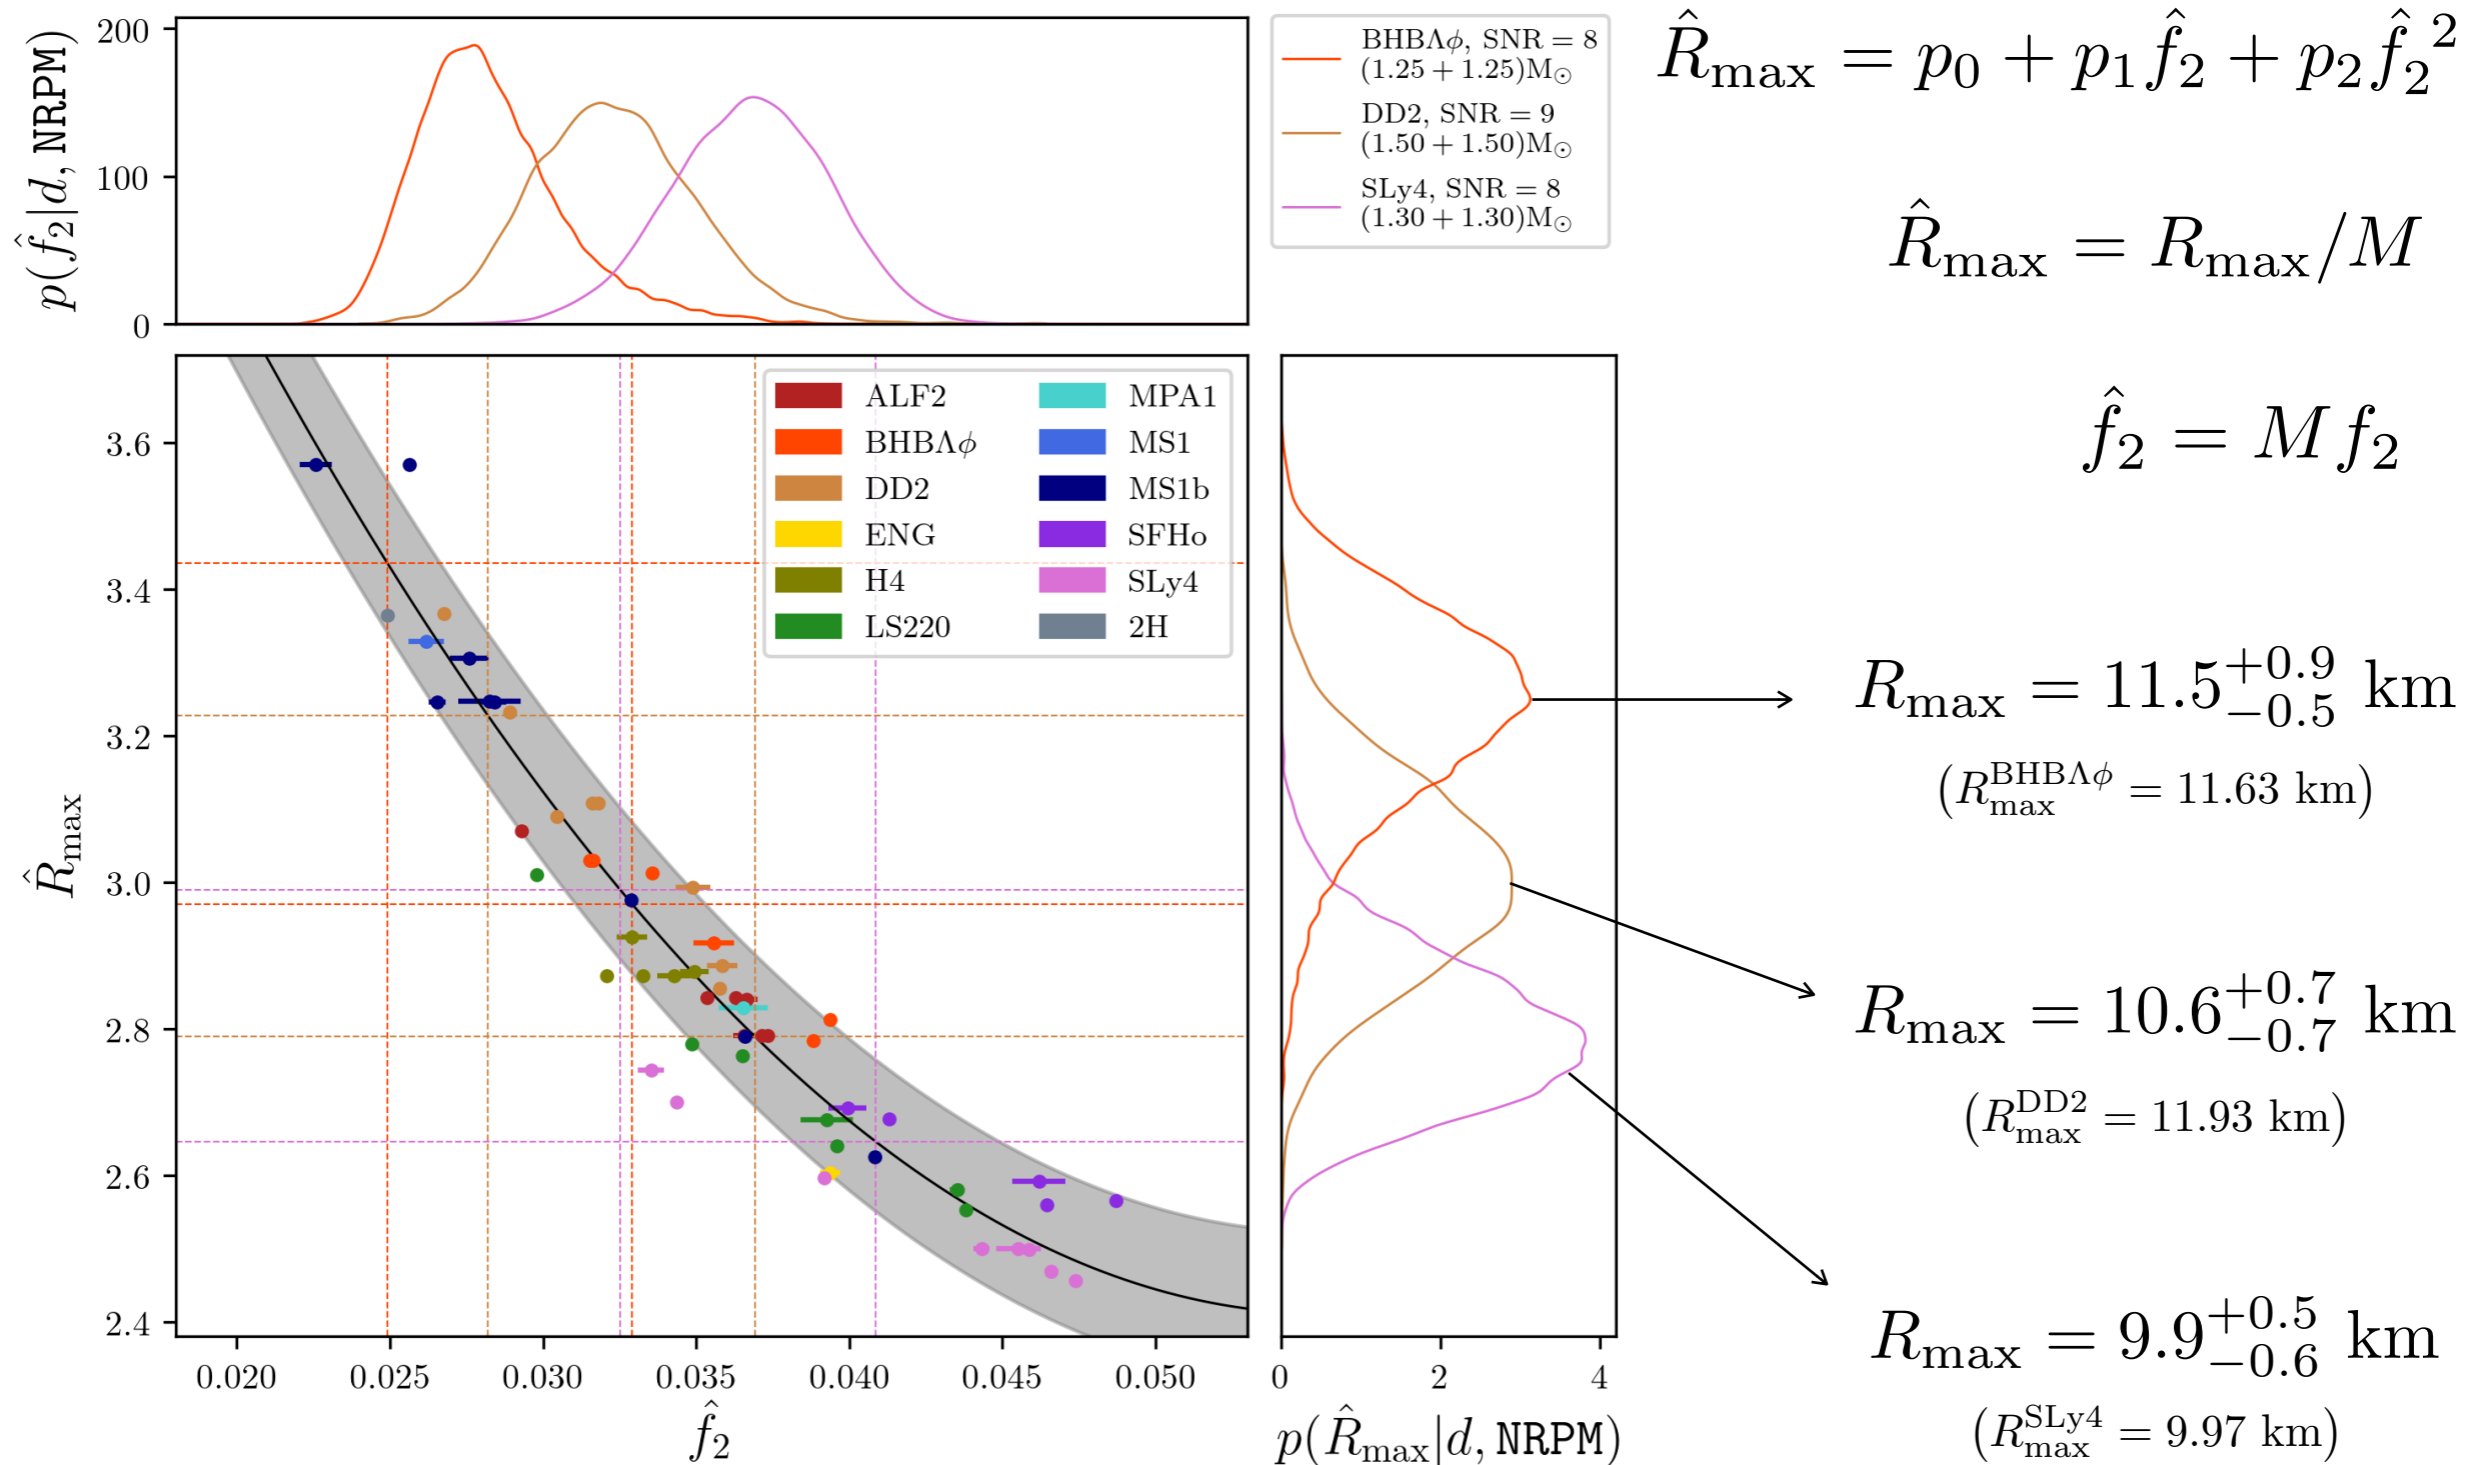 200
100
0
p(f̂₂|d, NRPM)
BHBΛϕ, SNR = 8
(1.25 + 1.25)M⊙
DD2, SNR = 9
(1.50 + 1.50)M⊙
SLy4, SNR = 8
(1.30 + 1.30)M⊙
R̂max = p₀ + p₁f̂₂ + p₂f̂₂²
R̂max = Rmax/M
f̂₂ = Mf₂
ALF2
BHBΛϕ
DD2
ENG
H4
LS220
MPA1
MS1
MS1b
SFHo
SLy4
2H
3.6
3.4
3.2
3.0
2.8
2.6
2.4
R̂max
0.020 0.025 0.030 0.035 0.040 0.045 0.050
f̂₂
0 2 4
p(R̂max|d, NRPM)
Rmax = 11.5 +0.9 −0.5 km
(Rmax BHBΛϕ = 11.63 km)
Rmax = 10.6 +0.7 −0.7 km
(Rmax DD2 = 11.93 km)
Rmax = 9.9 +0.5 −0.6 km
(Rmax SLy4 = 9.97 km)